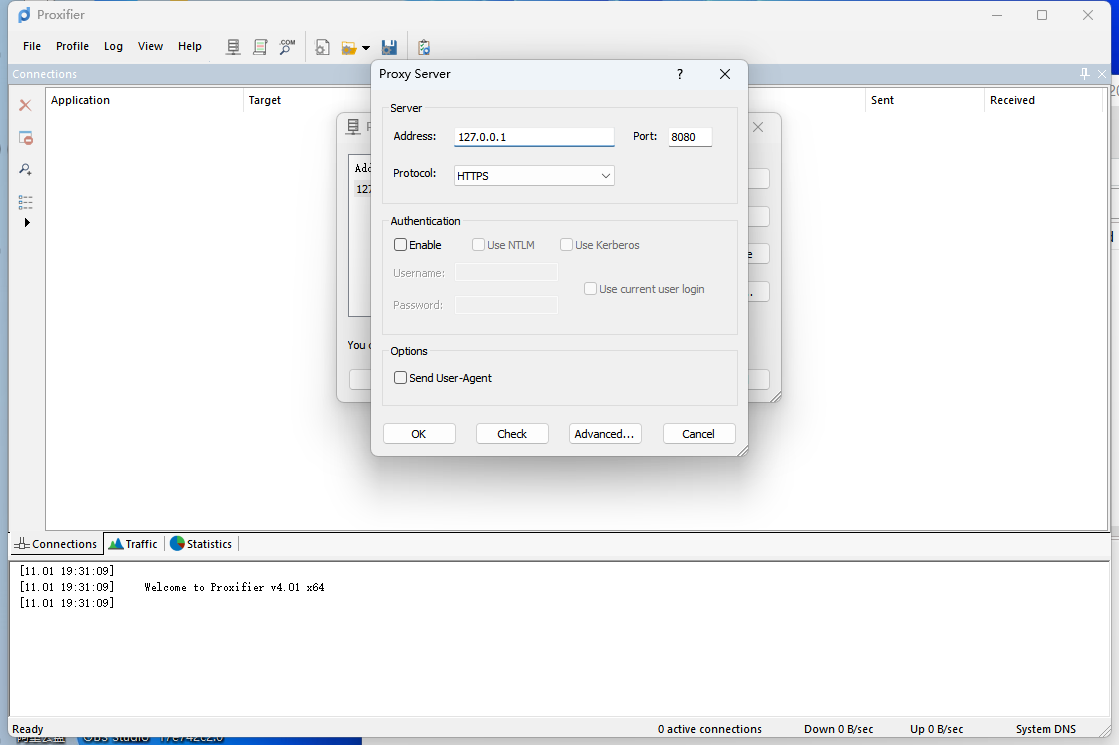 Proxifier
File Profile Log View Help
.COM
Connections
Application Target Sent Received
Proxy Server ?
Server
Address: 127.0.0.1 Port: 8080
Protocol: HTTPS
Authentication
Enable Use NTLM Use Kerberos
Username:
Use current user login
Password:
Options
Send User-Agent
OK Check Advanced... Cancel
Connections Traffic Statistics
[11.01 19:31:09]
[11.01 19:31:09] Welcome to Proxifier v4.01 x64
[11.01 19:31:09]
Ready 0 active connections Down 0 B/sec Up 0 B/sec System DNS